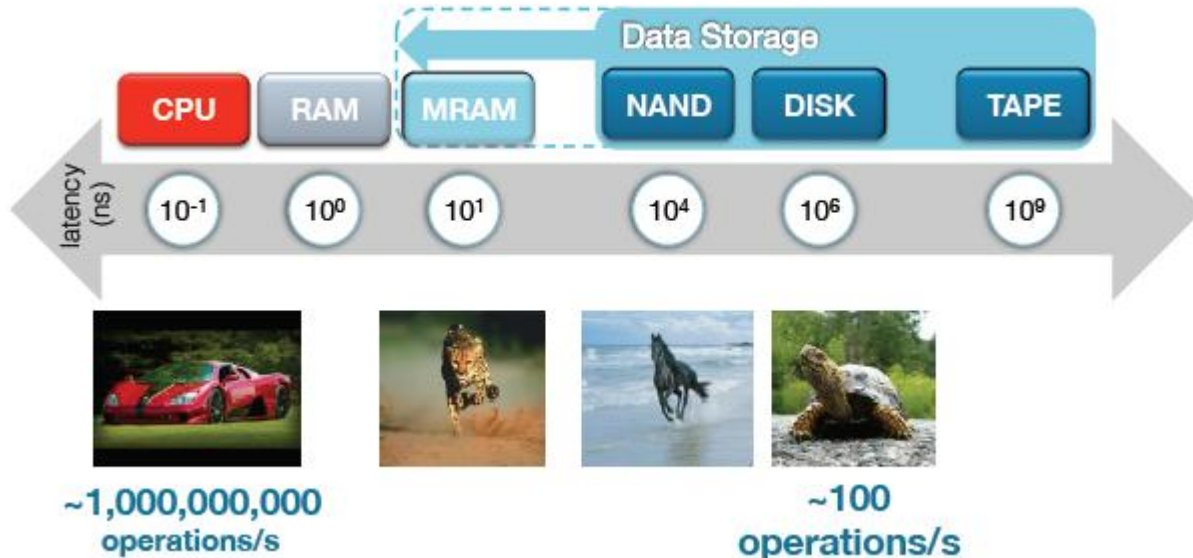 Data Storage
CPU
RAM
MRAM
NAND
DISK
TAPE
latency
(ns)
10⁻¹
10⁰
10¹
10⁴
10⁶
10⁹
~1,000,000,000
operations/s
~100
operations/s